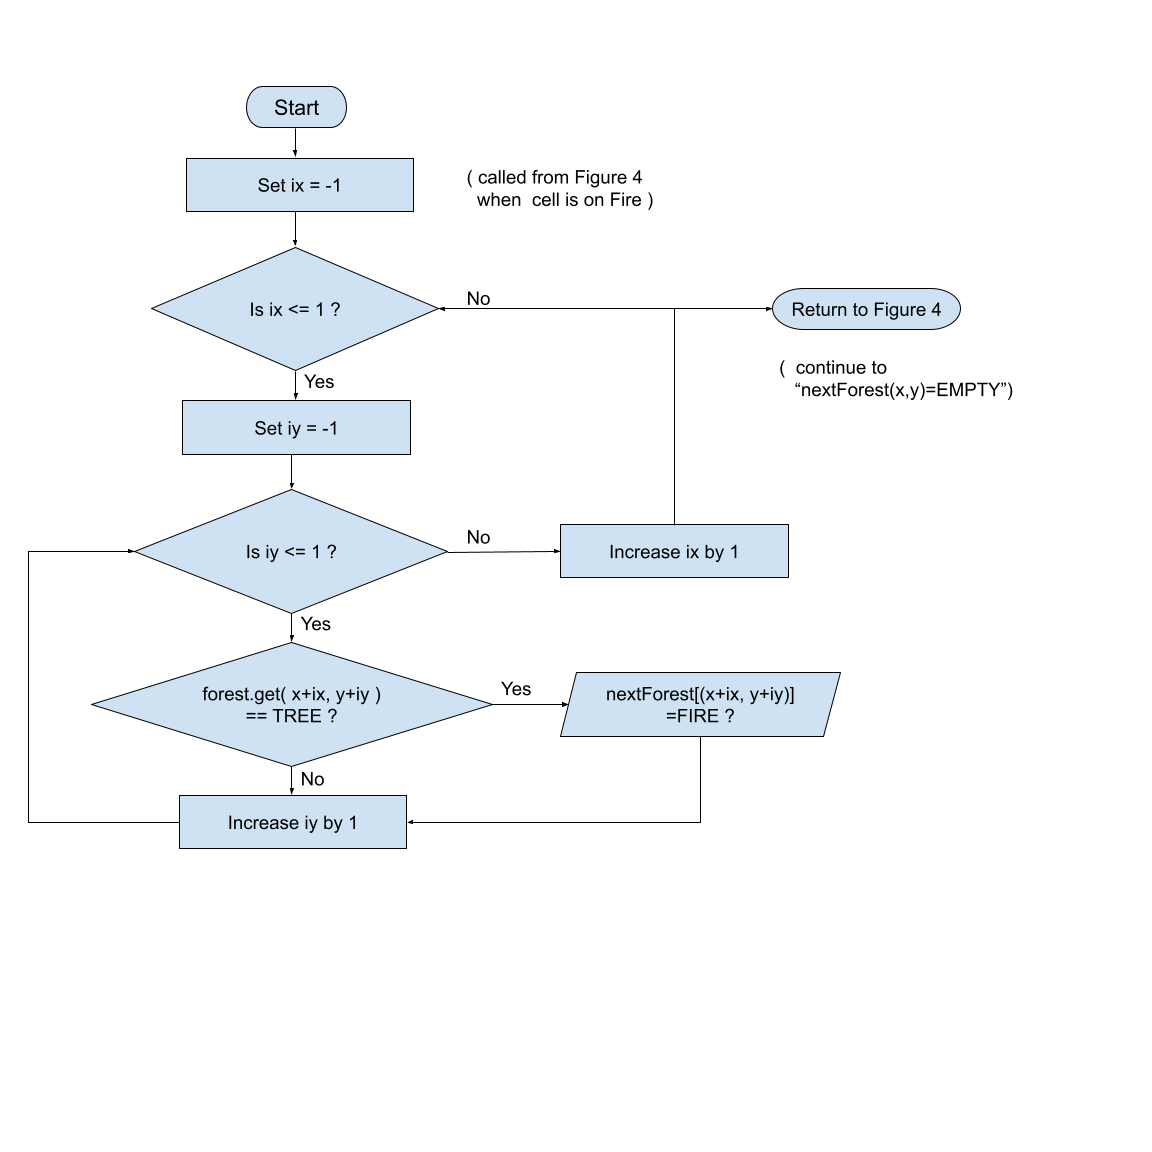 Start
Set ix = -1
( called from Figure 4
when cell is on Fire )
Is ix <= 1 ?
No
Return to Figure 4
( continue to
“nextForest(x,y)=EMPTY”)
Yes
Set iy = -1
Is iy <= 1 ?
No
Increase ix by 1
Yes
forest.get( x+ix, y+iy )
== TREE ?
Yes
nextForest[(x+ix, y+iy)]
=FIRE ?
No
Increase iy by 1